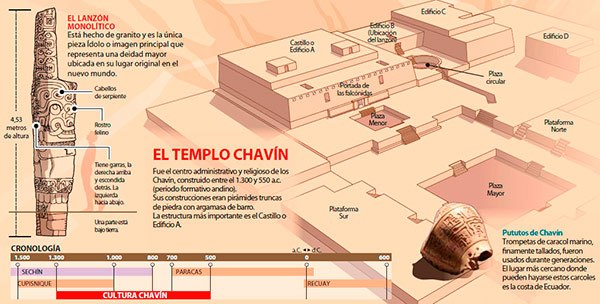 EL LANZÓN
MONOLÍTICO
Está hecho de granito y es la única
pieza Ídolo o imagen principal que
representa una deidad mayor
ubicada en su lugar original en el
nuevo mundo.
Cabellos
de serpiente
Rostro
felino
4,53
metros
de altura
Tiene garras, la
derecha arriba
y escondida
detrás. La
izquierda
hacia abajo.
Una parte está
bajo tierra.
EL TEMPLO CHAVÍN
Fue el centro administrativo y religioso de los
Chavín, construido entre el 1.300 y 550 a.c.
(periodo formativo andino).
Sus construcciones eran pirámides truncas
de piedra con argamasa de barro.
La estructura más importante es el Castillo o
Edificio A.
Castillo o
Edificio A
Edificio B
(Ubicación
del lanzón)
Edificio C
Edificio D
Plaza
circular
Portada de
las falcónidas
Plaza
Menor
Plataforma
Norte
Plaza
Mayor
Plataforma
Sur
Pututos de Chavín
Trompetas de caracol marino,
finamente tallados, fueron
usados durante generaciones.
El lugar más cercano donde
pueden hayarse estos carcoles
es la costa de Ecuador.
CRONOLOGÍA
a.C. d.C.
1.500 1.300 1.000 800 700 500 0 600
SECHÍN PARACAS
CUPISNIQUE RECUAY
CULTURA CHAVÍN